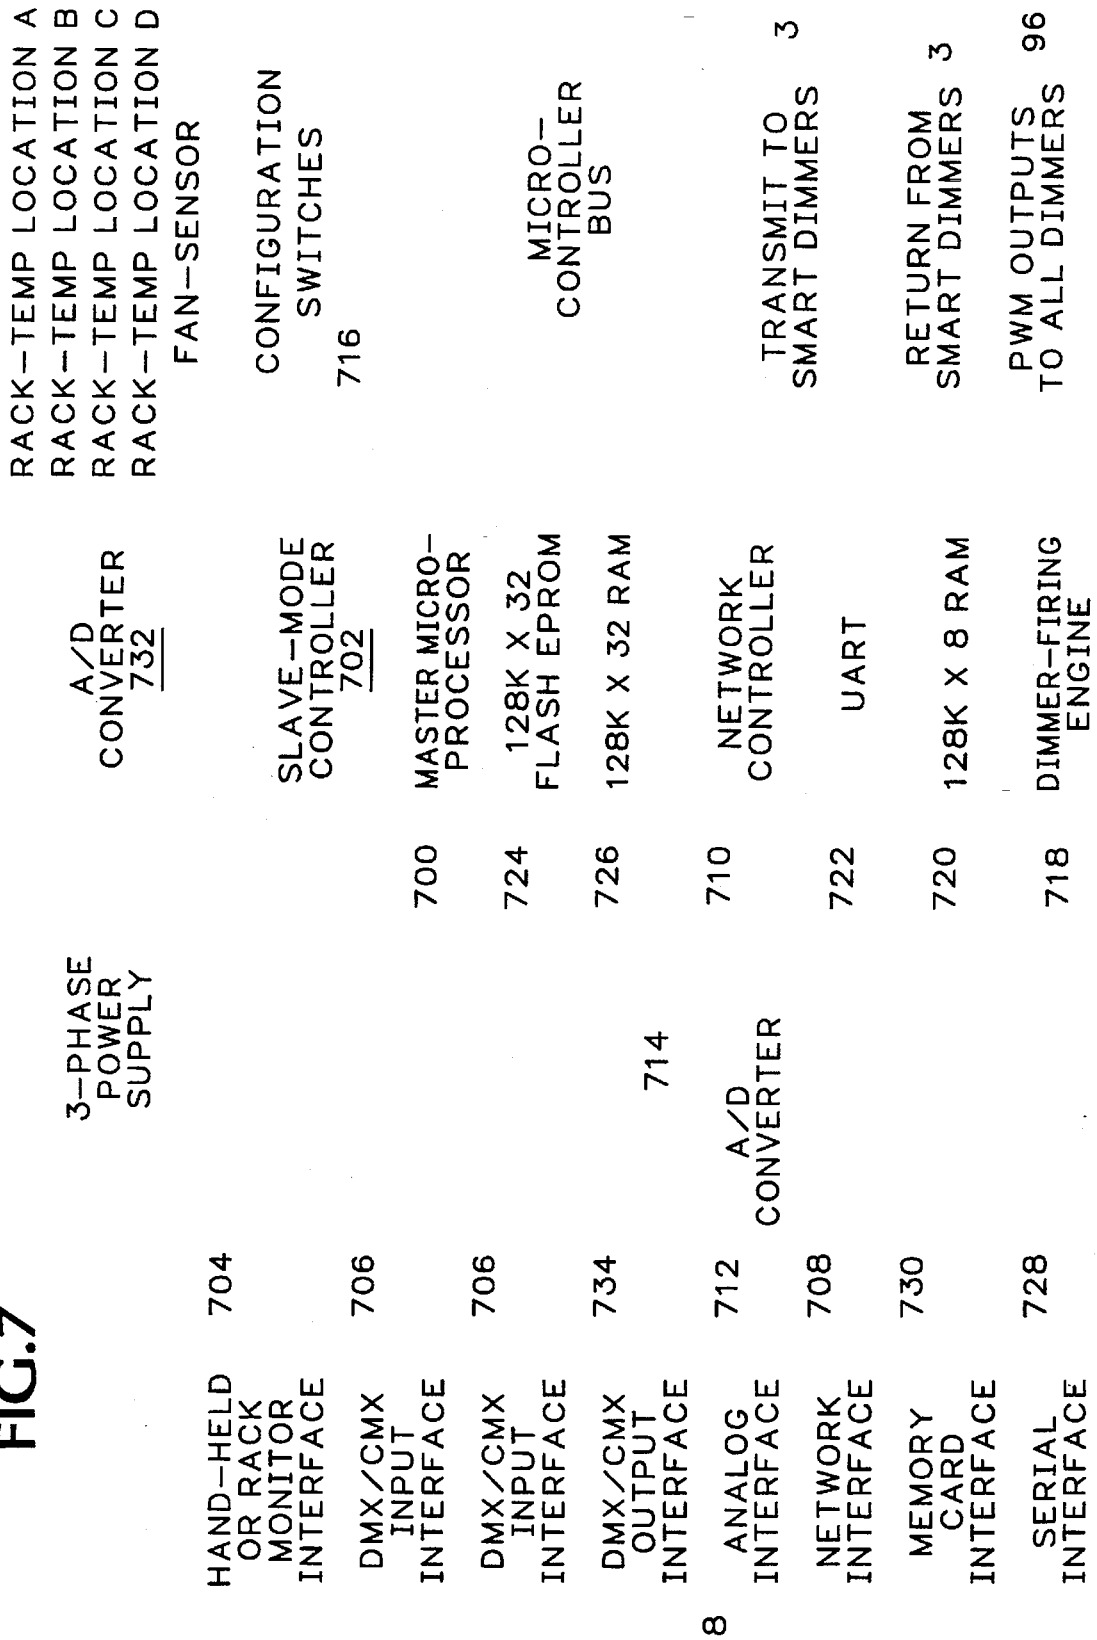 FIG.7
HAND-HELD
OR RACK
MONITOR
INTERFACE
704
DMX/CMX
INPUT
INTERFACE
706
DMX/CMX
INPUT
INTERFACE
706
DMX/CMX
OUTPUT
INTERFACE
734
8
ANALOG
INTERFACE
712
NETWORK
INTERFACE
708
MEMORY
CARD
INTERFACE
730
SERIAL
INTERFACE
728
3-PHASE
POWER
SUPPLY
714
A/D
CONVERTER
A/D
CONVERTER
732
SLAVE-MODE
CONTROLLER
702
700
MASTER MICRO-
PROCESSOR
724
128K X 32
FLASH EPROM
726
128K X 32 RAM
710
NETWORK
CONTROLLER
722
UART
720
128K X 8 RAM
718
DIMMER-FIRING
ENGINE
RACK-TEMP LOCATION A
RACK-TEMP LOCATION B
RACK-TEMP LOCATION C
RACK-TEMP LOCATION D
FAN-SENSOR
CONFIGURATION
SWITCHES
716
MICRO-
CONTROLLER
BUS
TRANSMIT TO
SMART DIMMERS
3
RETURN FROM
SMART DIMMERS
3
PWM OUTPUTS
TO ALL DIMMERS
96